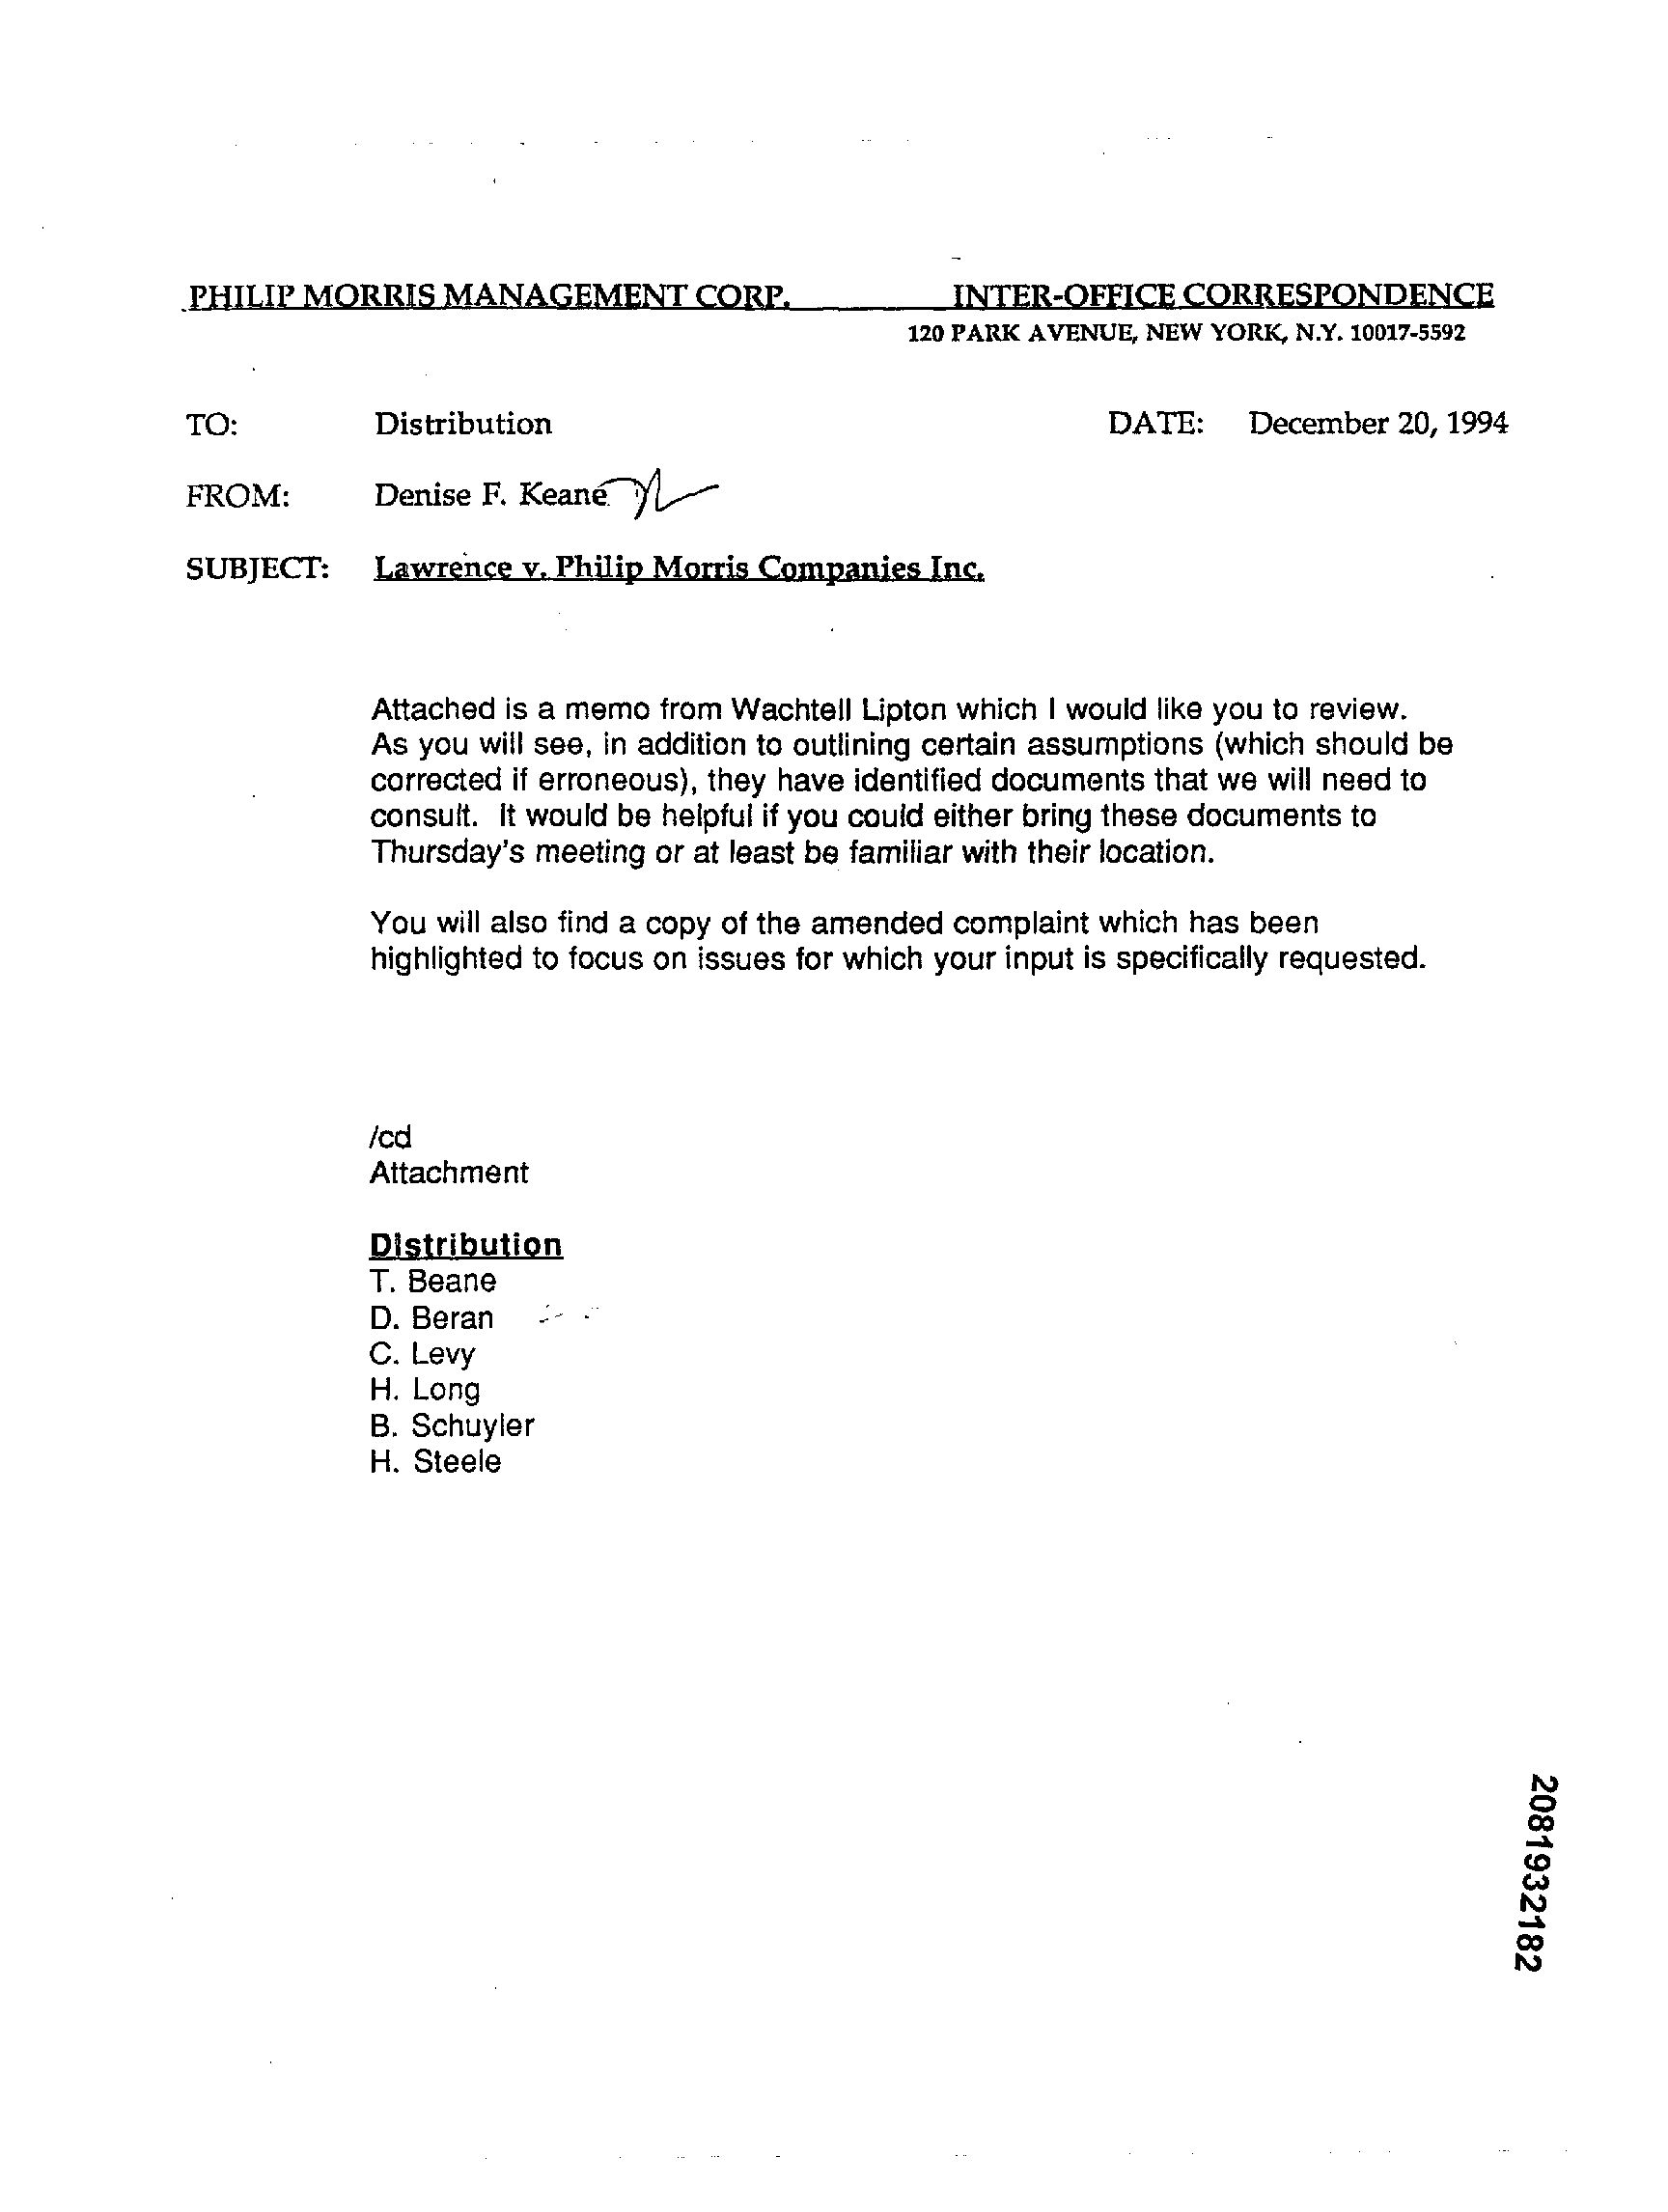 PHILIP MORRIS MANAGEMENT CORP. INTER-OFFICE CORRESPONDENCE
120 PARK AVENUE, NEW YORK, N.Y. 10017-5592
TO: Distribution DATE: December 20, 1994
FROM: Denise F. Keane
SUBJECT: Lawrence v. Philip Morris Companies Inc.
Attached is a memo from Wachtell Lipton which I would like you to review.
As you will see, in addition to outlining certain assumptions (which should be
corrected if erroneous), they have identified documents that we will need to
consult. It would be helpful if you could either bring these documents to
Thursday's meeting or at least be familiar with their location.
You will also find a copy of the amended complaint which has been
highlighted to focus on issues for which your input is specifically requested.
/cd
Attachment
Distribution
T. Beane
D. Beran
C. Levy
H. Long
B. Schuyler
H. Steele
2081932182